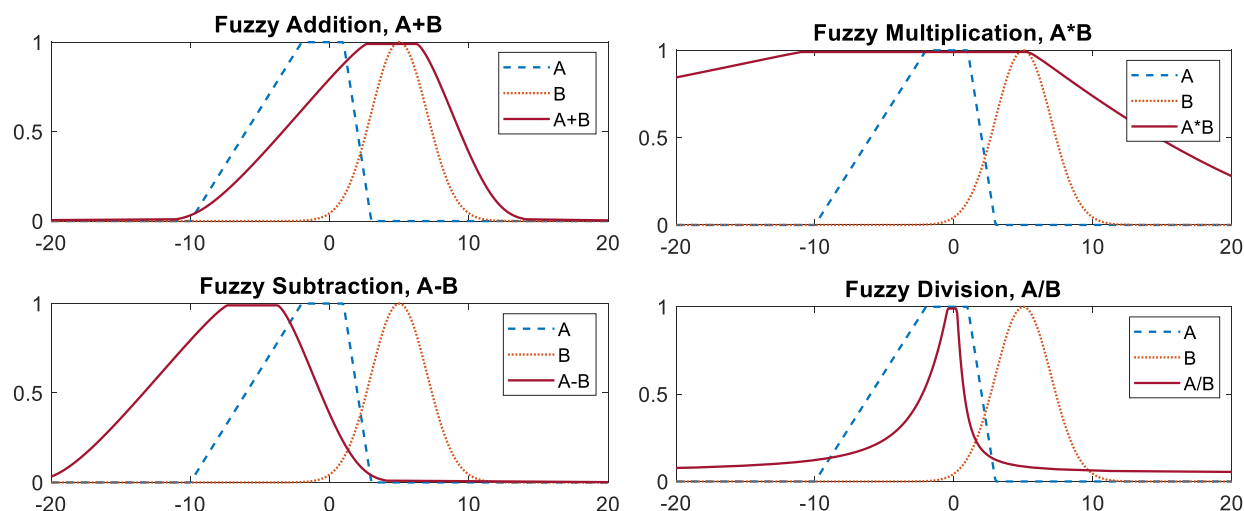 Fuzzy Addition, A+B
1
0.5
0
A
B
A+B
-20 -10 0 10 20
Fuzzy Multiplication, A*B
1
0.5
0
A
B
A*B
-20 -10 0 10 20
Fuzzy Subtraction, A-B
1
0.5
0
A
B
A-B
-20 -10 0 10 20
Fuzzy Division, A/B
1
0.5
0
A
B
A/B
-20 -10 0 10 20